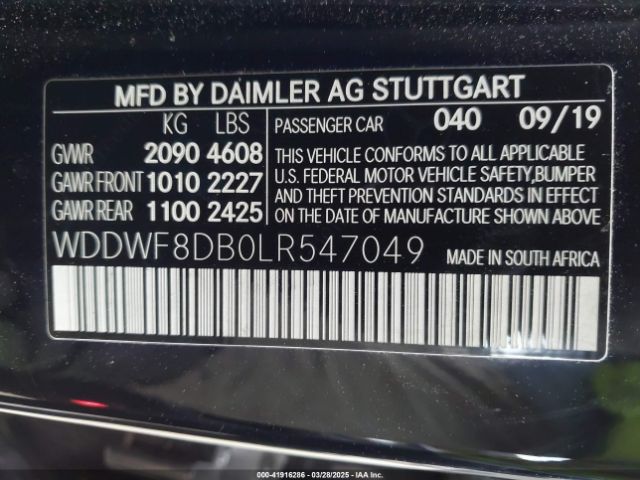 MFD BY DAIMLER AG STUTTGART
KG LBS PASSENGER CAR 040 09/19
GVWR 2090 4608
GAWR FRONT 1010 2227
GAWR REAR 1100 2425
THIS VEHICLE CONFORMS TO ALL APPLICABLE
U.S. FEDERAL MOTOR VEHICLE SAFETY, BUMPER
AND THEFT PREVENTION STANDARDS IN EFFECT
ON THE DATE OF MANUFACTURE SHOWN ABOVE.
WDDWF8DB0LR547049 MADE IN SOUTH AFRICA
000-41916286 - 03/28/2025 - IAA Inc.